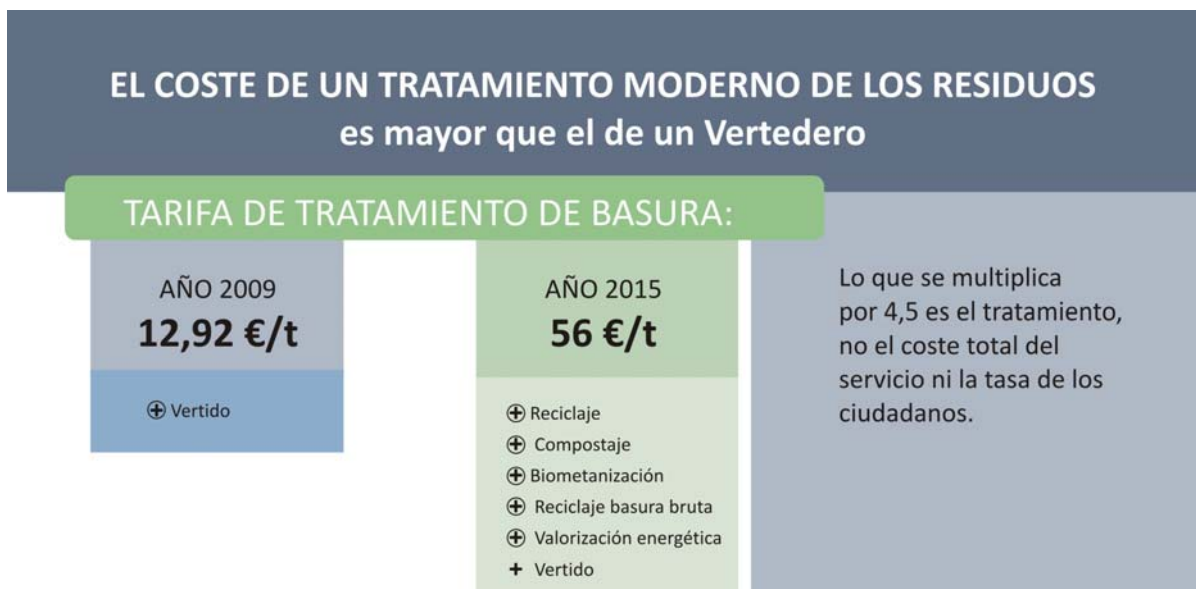 EL COSTE DE UN TRATAMIENTO MODERNO DE LOS RESIDUOS
es mayor que el de un Vertedero
TARIFA DE TRATAMIENTO DE BASURA:
AÑO 2009
12,92 €/t
+ Vertido
AÑO 2015
56 €/t
+ Reciclaje
+ Compostaje
+ Biometanización
+ Reciclaje basura bruta
+ Valorización energética
+ Vertido
Lo que se multiplica
por 4,5 es el tratamiento,
no el coste total del
servicio ni la tasa de los
ciudadanos.